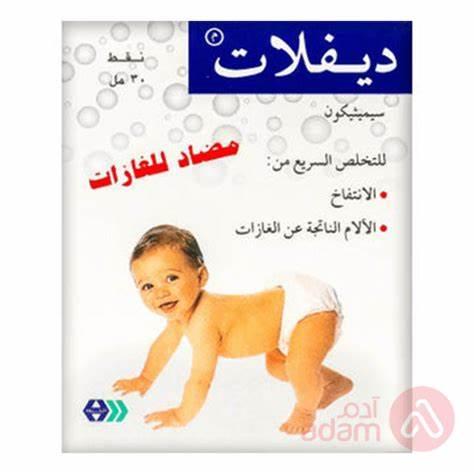 ديفلات
م
نقط
٣٠ مل
سيميثيكون
مضاد للغازات
للتخلص السريع من:
• الانتفاخ
• الآلام الناتجة عن الغازات
آدم
adam